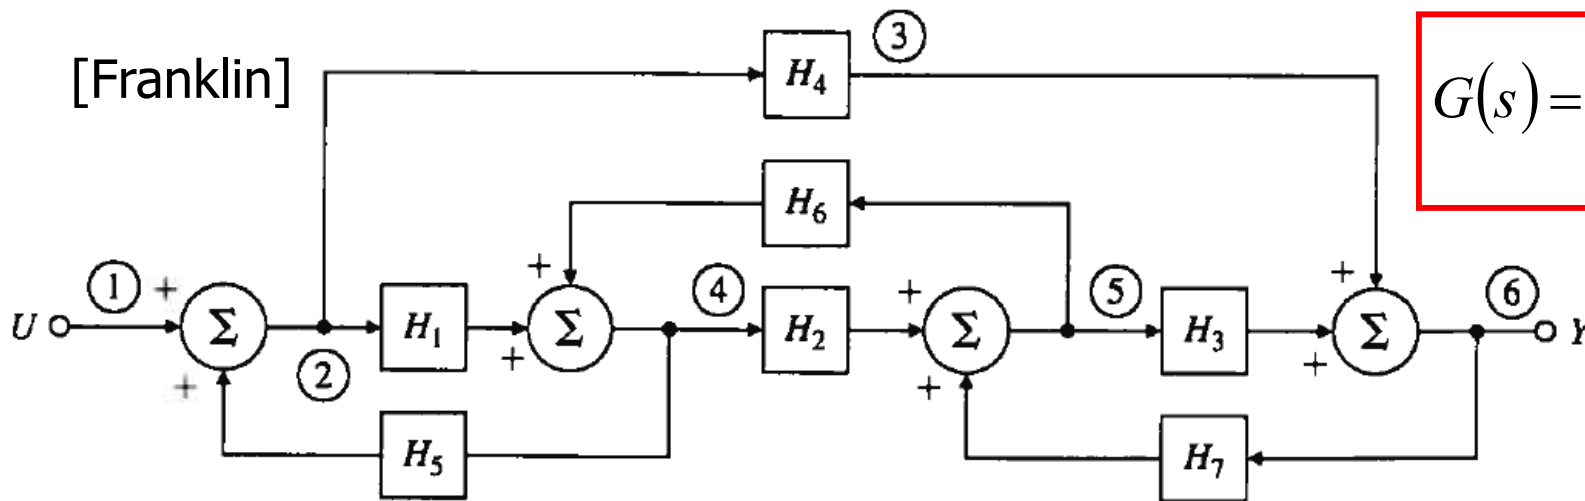 [Franklin]
H₄
③
G(s) =
H₆
U
①
+
+
Σ
②
H₁
+
+
Σ
④
H₂
+
+
Σ
⑤
H₃
+
+
Σ
⑥
Y
H₅
H₇